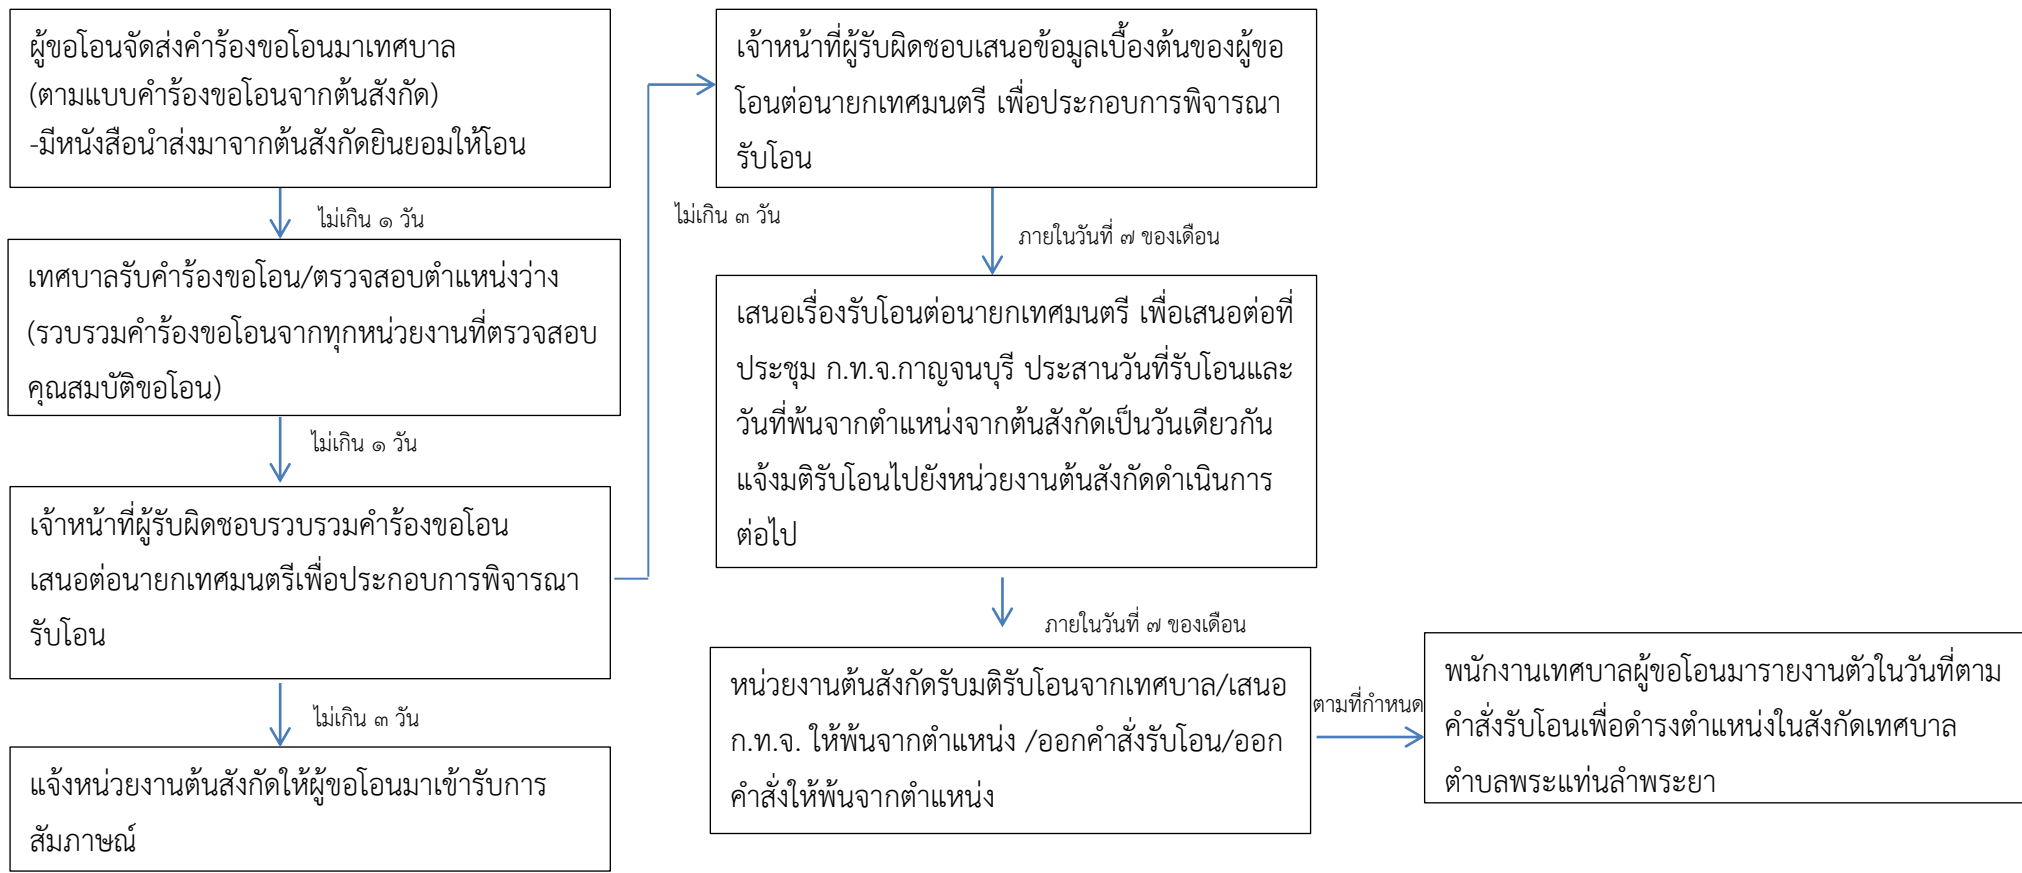 ผู้ขอโอนจัดส่งคำร้องขอโอนมาเทศบาล
(ตามแบบคำร้องขอโอนจากต้นสังกัด)
-มีหนังสือนำส่งมาจากต้นสังกัดยินยอมให้โอน
ไม่เกิน ๑ วัน
เทศบาลรับคำร้องขอโอน/ตรวจสอบตำแหน่งว่าง
(รวบรวมคำร้องขอโอนจากทุกหน่วยงานที่ตรวจสอบ
คุณสมบัติขอโอน)
ไม่เกิน ๑ วัน
เจ้าหน้าที่ผู้รับผิดชอบรวบรวมคำร้องขอโอน
เสนอต่อนายกเทศมนตรีเพื่อประกอบการพิจารณา
รับโอน
ไม่เกิน ๓ วัน
แจ้งหน่วยงานต้นสังกัดให้ผู้ขอโอนมาเข้ารับการ
สัมภาษณ์
ไม่เกิน ๓ วัน
เจ้าหน้าที่ผู้รับผิดชอบเสนอข้อมูลเบื้องต้นของผู้ขอ
โอนต่อนายกเทศมนตรี เพื่อประกอบการพิจารณา
รับโอน
ภายในวันที่ ๗ ของเดือน
เสนอเรื่องรับโอนต่อนายกเทศมนตรี เพื่อเสนอต่อที่
ประชุม ก.ท.จ.กาญจนบุรี ประสานวันที่รับโอนและ
วันที่พ้นจากตำแหน่งจากต้นสังกัดเป็นวันเดียวกัน
แจ้งมติรับโอนไปยังหน่วยงานต้นสังกัดดำเนินการ
ต่อไป
ภายในวันที่ ๗ ของเดือน
หน่วยงานต้นสังกัดรับมติรับโอนจากเทศบาล/เสนอ
ก.ท.จ. ให้พ้นจากตำแหน่ง /ออกคำสั่งรับโอน/ออก
คำสั่งให้พ้นจากตำแหน่ง
ตามที่กำหนด
พนักงานเทศบาลผู้ขอโอนมารายงานตัวในวันที่ตาม
คำสั่งรับโอนเพื่อดำรงตำแหน่งในสังกัดเทศบาล
ตำบลพระแท่นลำพระยา